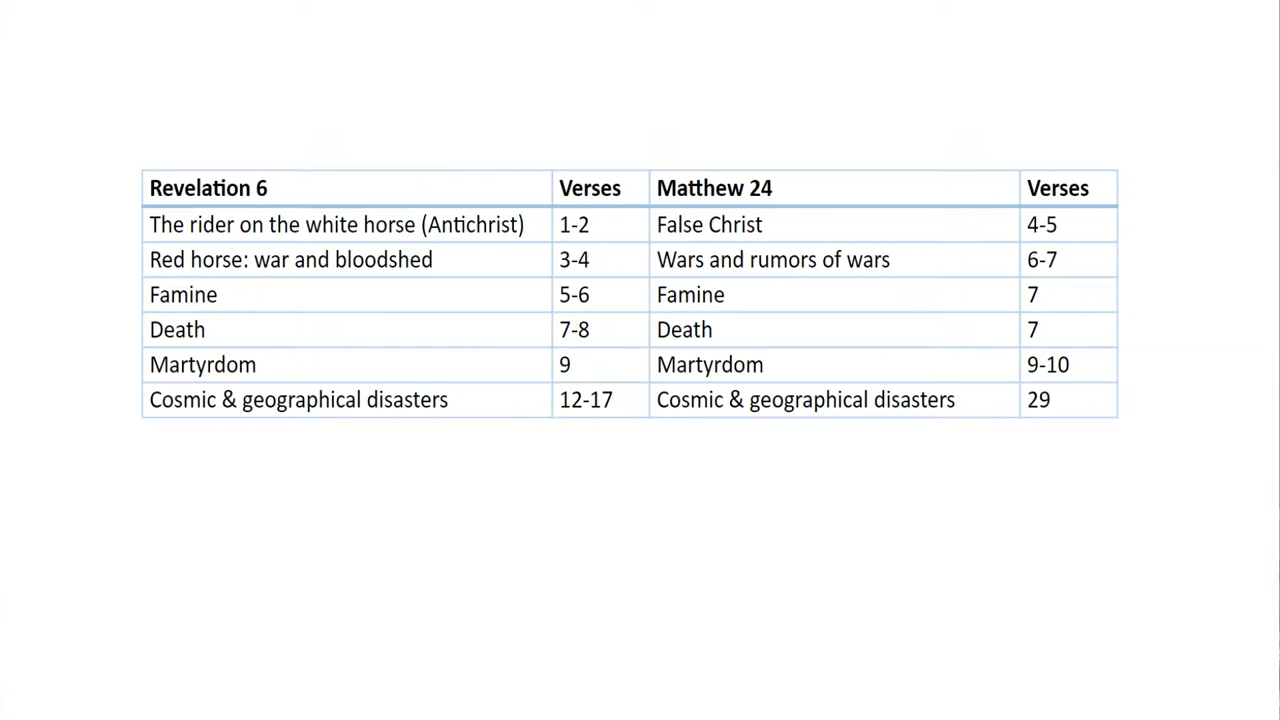 Revelation 6 Verses Matthew 24 Verses
The rider on the white horse (Antichrist) 1-2 False Christ 4-5
Red horse: war and bloodshed 3-4 Wars and rumors of wars 6-7
Famine 5-6 Famine 7
Death 7-8 Death 7
Martyrdom 9 Martyrdom 9-10
Cosmic & geographical disasters 12-17 Cosmic & geographical disasters 29